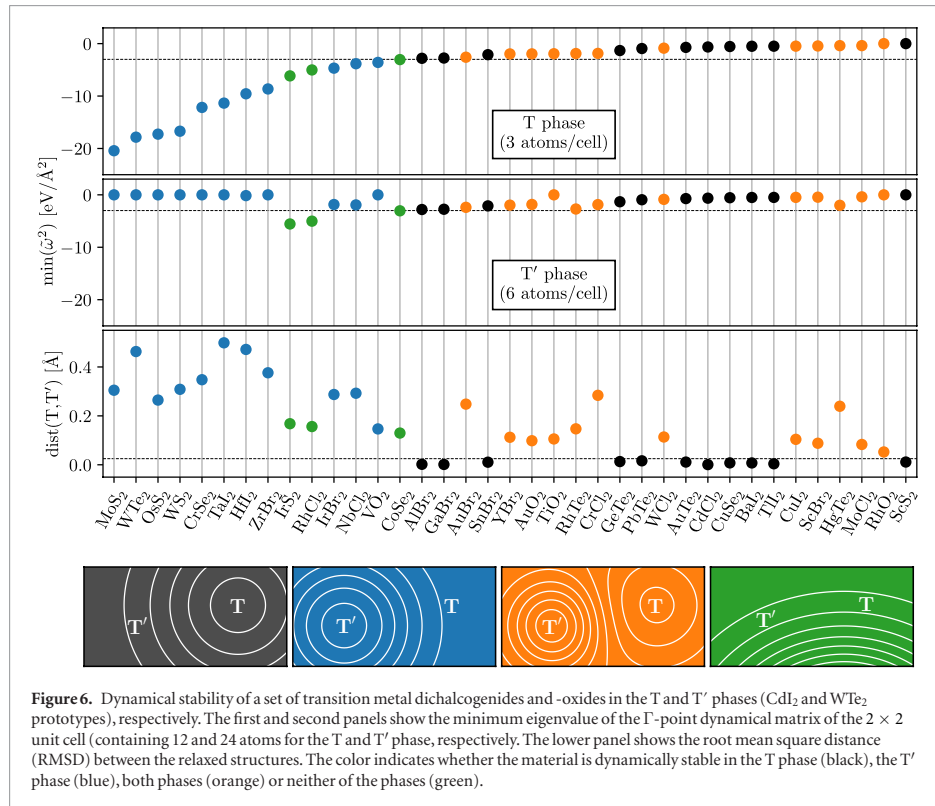 0
−10
−20
T phase
(3 atoms/cell)
min(ω̃²) [eV/Å²]
0
−10
−20
T′ phase
(6 atoms/cell)
dist(T,T′) [Å]
0.4
0.2
0.0
MoS₂
WTe₂
OsS₂
WS₂
CrSe₂
TaI₂
HfI₂
ZrBr₂
IrS₂
RhCl₂
IrBr₂
NbCl₂
VO₂
CoSe₂
AlBr₂
GaBr₂
AuBr₂
SnBr₂
YBr₂
AuO₂
TiO₂
RhTe₂
CrCl₂
GeTe₂
PbTe₂
WCl₂
AuTe₂
CdCl₂
CuSe₂
BaI₂
TlI₂
CuI₂
ScBr₂
HgTe₂
MoCl₂
RhO₂
ScS₂
T′ T
T′ T
T′ T
T′ T
Figure 6. Dynamical stability of a set of transition metal dichalcogenides and -oxides in the T and T′ phases (CdI₂ and WTe₂
prototypes), respectively. The first and second panels show the minimum eigenvalue of the Γ-point dynamical matrix of the 2 × 2
unit cell (containing 12 and 24 atoms for the T and T′ phase, respectively. The lower panel shows the root mean square distance
(RMSD) between the relaxed structures. The color indicates whether the material is dynamically stable in the T phase (black), the T′
phase (blue), both phases (orange) or neither of the phases (green).